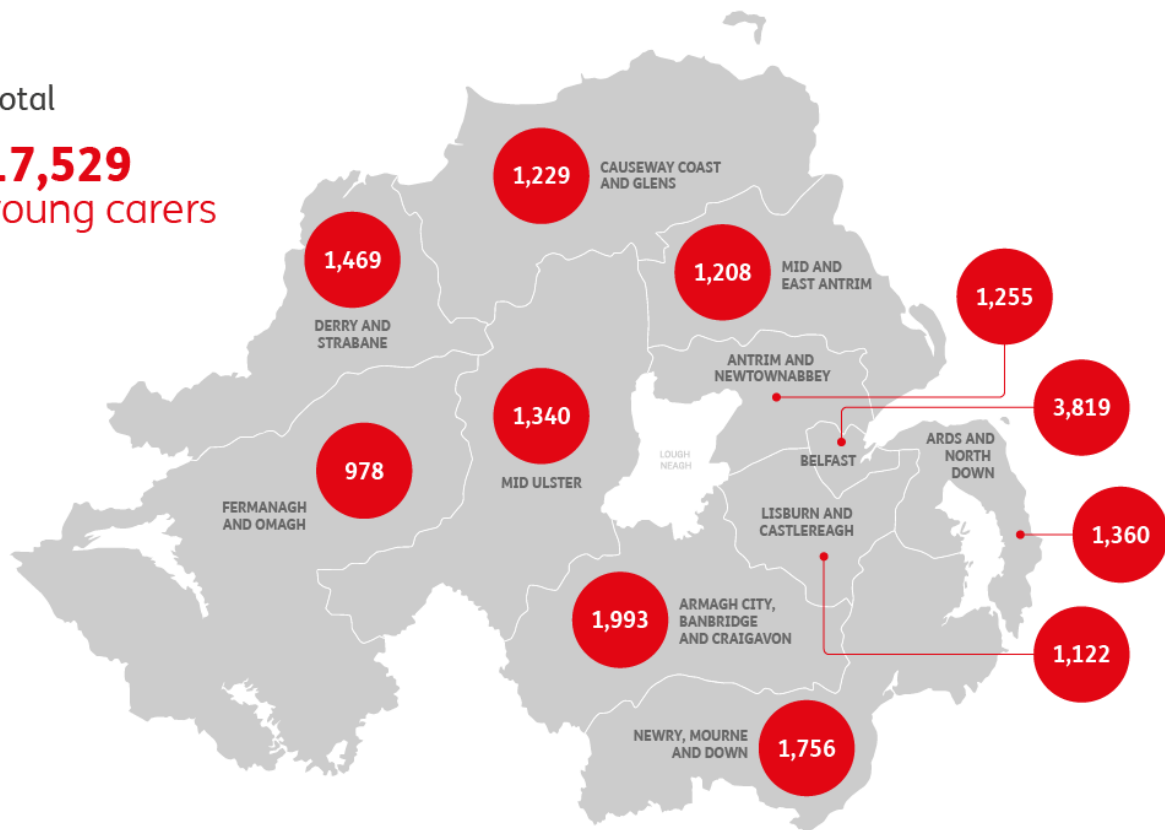 otal
17,529
young carers
1,229
CAUSEWAY COAST
AND GLENS
1,469
DERRY AND
STRABANE
1,208
MID AND
EAST ANTRIM
1,255
ANTRIM AND
NEWTOWNABBEY
3,819
BELFAST
ARDS AND
NORTH
DOWN
1,340
MID ULSTER
LOUGH
NEAGH
978
FERMANAGH
AND OMAGH
LISBURN AND
CASTLEREAGH
1,360
1,993
ARMAGH CITY,
BANBRIDGE
AND CRAIGAVON
1,122
NEWRY, MOURNE
AND DOWN
1,756